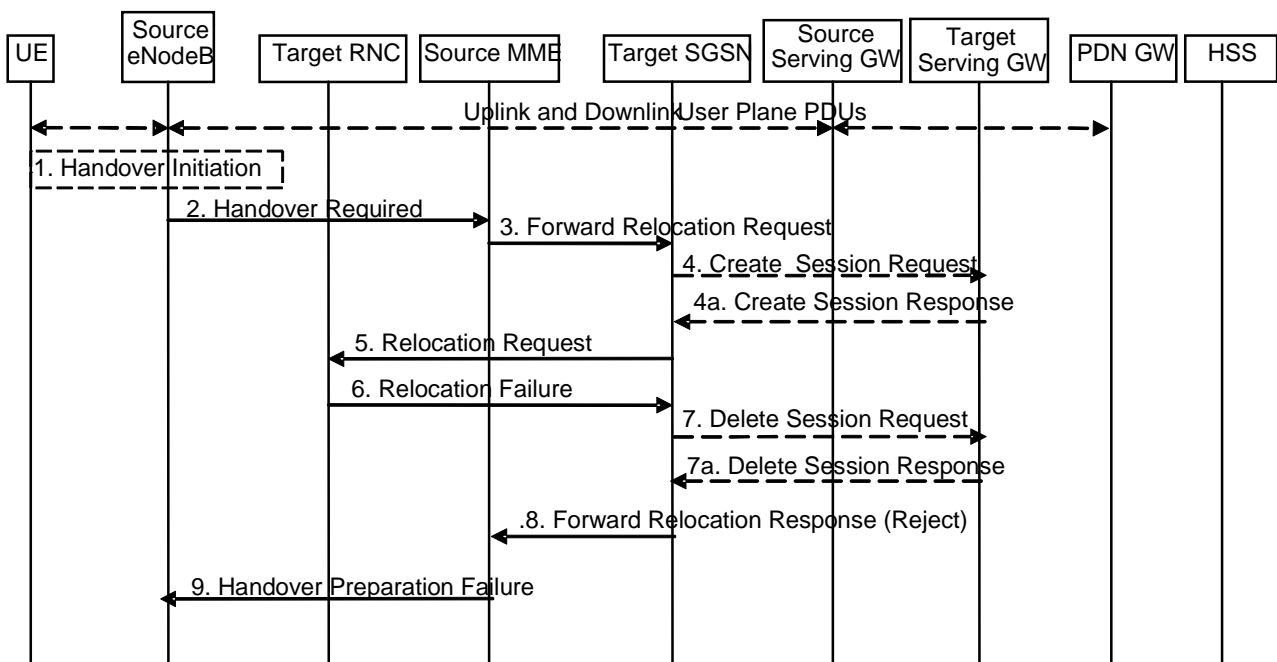 UE
Source
eNodeB
Target RNC
Source MME
Target SGSN
Source
Serving GW
Target
Serving GW
PDN GW
HSS
Uplink and Downlink User Plane PDUs
1. Handover Initiation
2. Handover Required
3. Forward Relocation Request
4. Create Session Request
4a. Create Session Response
5. Relocation Request
6. Relocation Failure
7. Delete Session Request
7a. Delete Session Response
.8. Forward Relocation Response (Reject)
9. Handover Preparation Failure